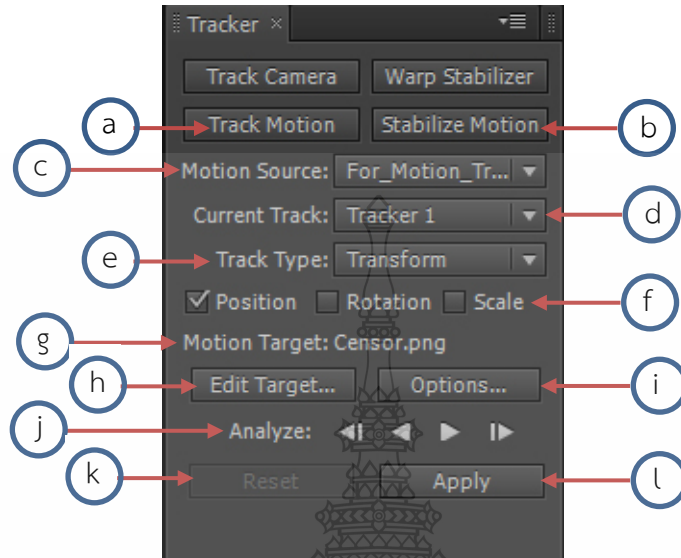 Tracker ×
Track Camera Warp Stabilizer
a Track Motion Stabilize Motion b
c Motion Source: For_Motion_Tr...
Current Track: Tracker 1 d
e Track Type: Transform
Position Rotation Scale f
g Motion Target: Censor.png
h Edit Target... Options... i
j Analyze:
k Reset Apply l